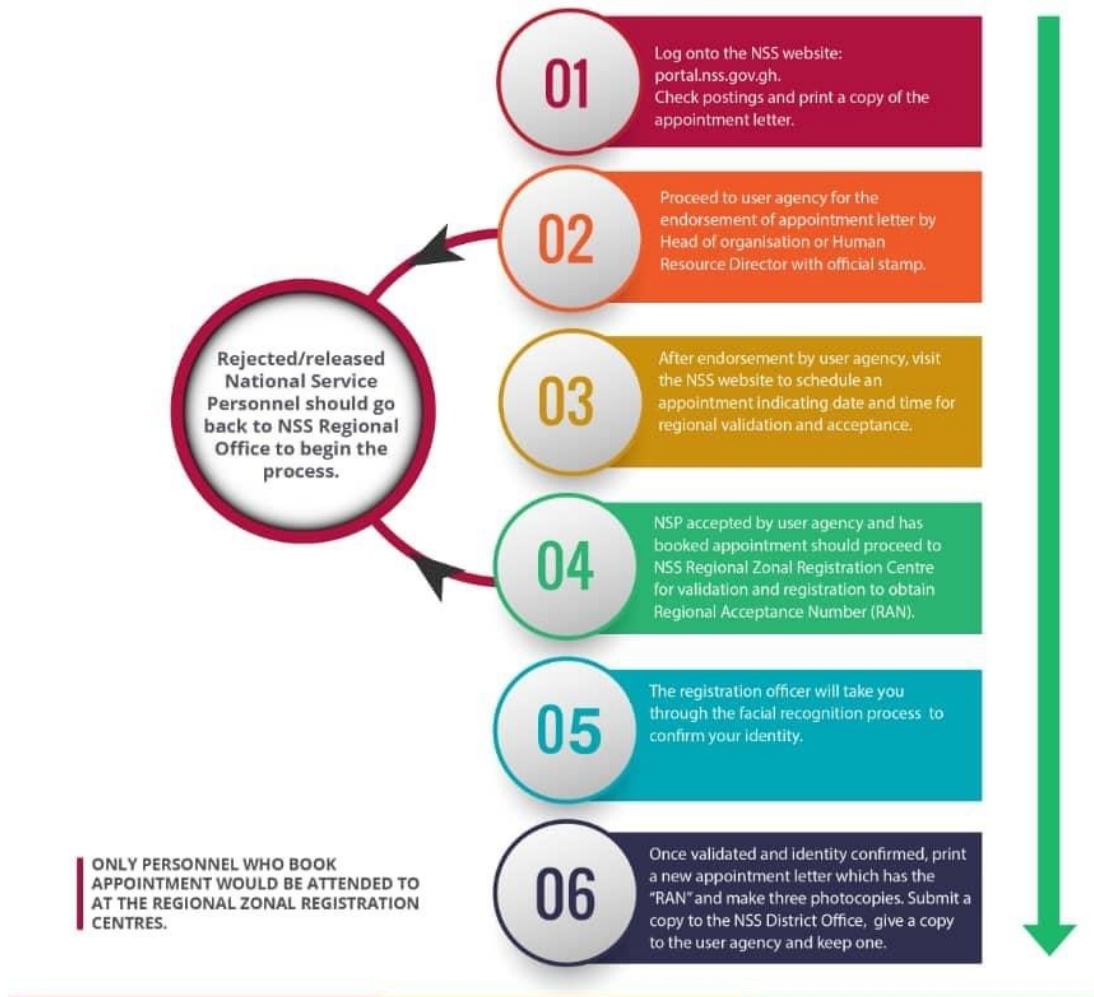 01
Log onto the NSS website:
portal.nss.gov.gh.
Check postings and print a copy of the
appointment letter.
02
Proceed to user agency for the
endorsement of appointment letter by
Head of organisation or Human
Resource Director with official stamp.
Rejected/released
National Service
Personnel should go
back to NSS Regional
Office to begin the
process.
03
After endorsement by user agency, visit
the NSS website to schedule an
appointment indicating date and time for
regional validation and acceptance.
04
NSP accepted by user agency and has
booked appointment should proceed to
NSS Regional Zonal Registration Centre
for validation and registration to obtain
Regional Acceptance Number (RAN).
05
The registration officer will take you
through the facial recognition process to
confirm your identity.
06
Once validated and identity confirmed, print
a new appointment letter which has the
"RAN" and make three photocopies. Submit a
copy to the NSS District Office, give a copy
to the user agency and keep one.
ONLY PERSONNEL WHO BOOK
APPOINTMENT WOULD BE ATTENDED TO
AT THE REGIONAL ZONAL REGISTRATION
CENTRES.